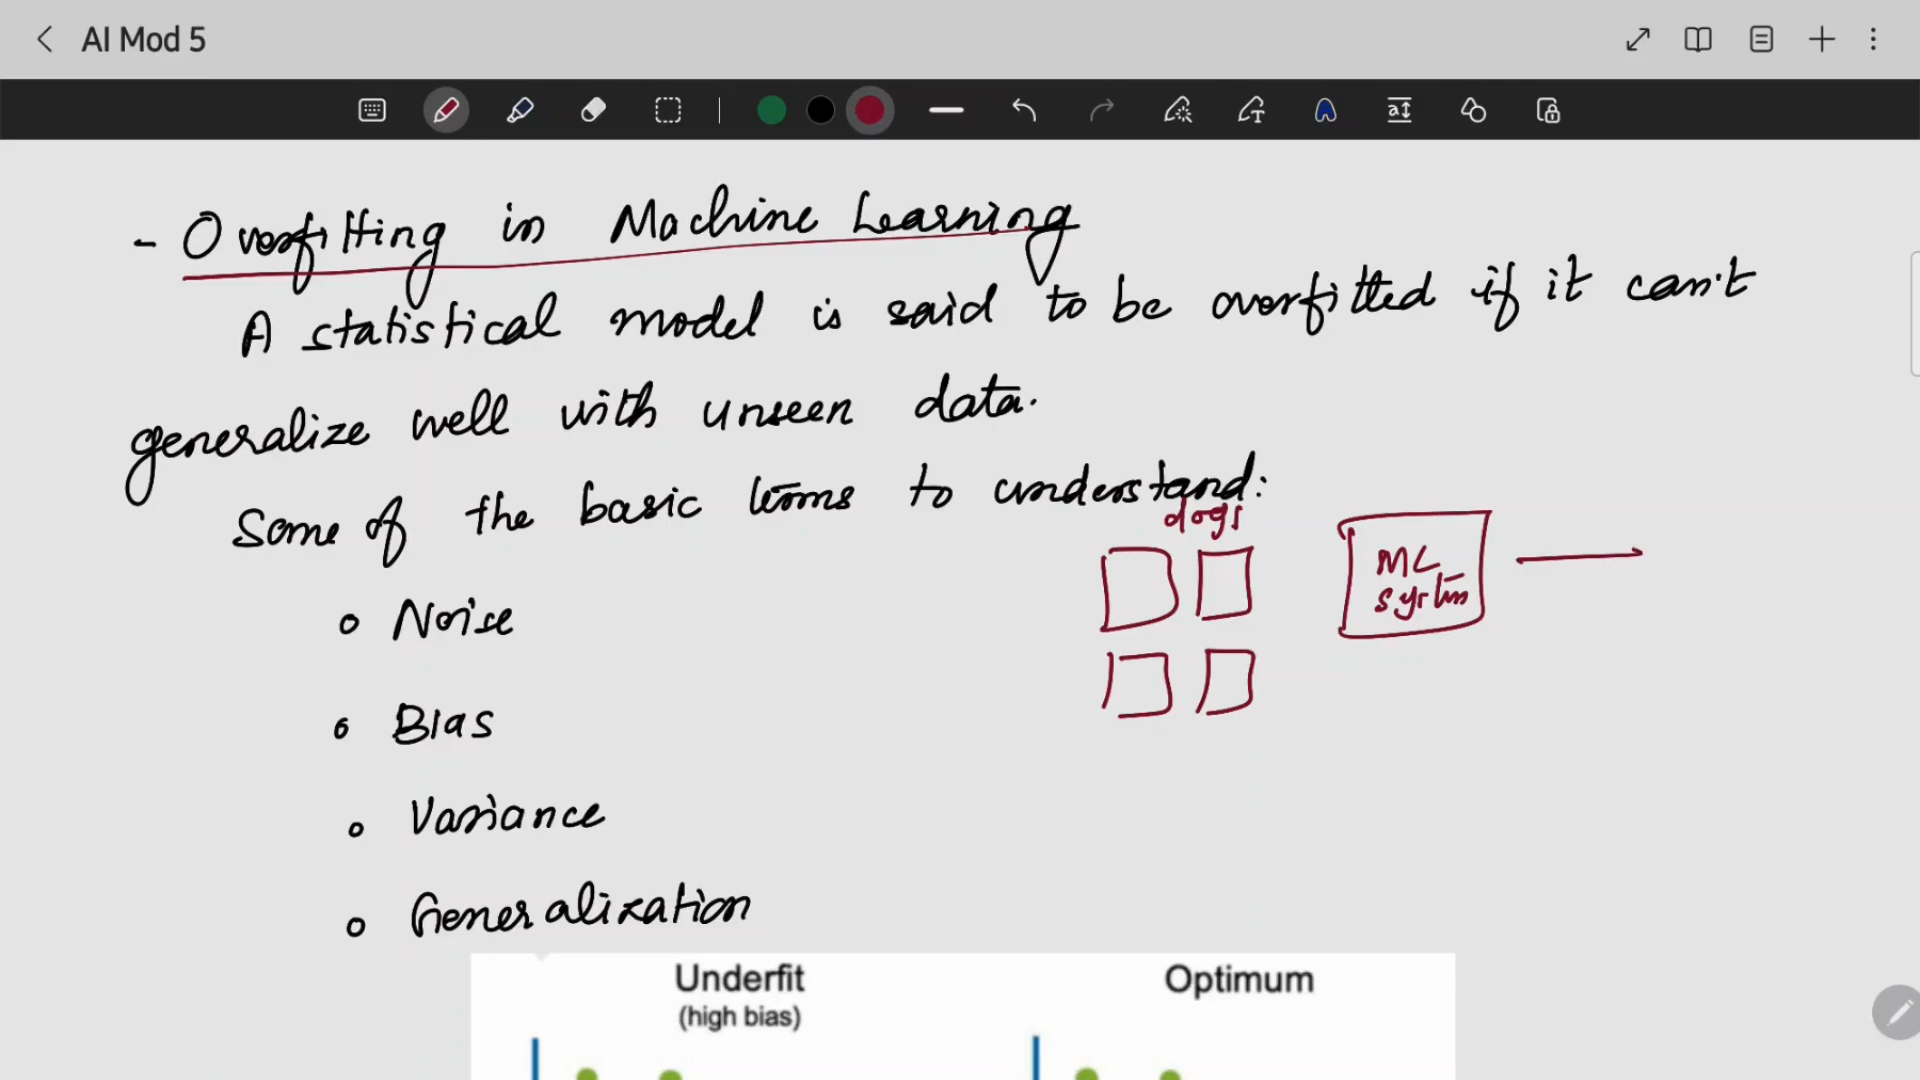 AI Mod 5
- Overfitting in Machine Learning
A statistical model is said to be overfitted if it can't
generalize well with unseen data.
Some of the basic terms to understand:
dogs
ML
system
o Noise
o Bias
o Variance
o Generalization
Underfit
(high bias)
Optimum